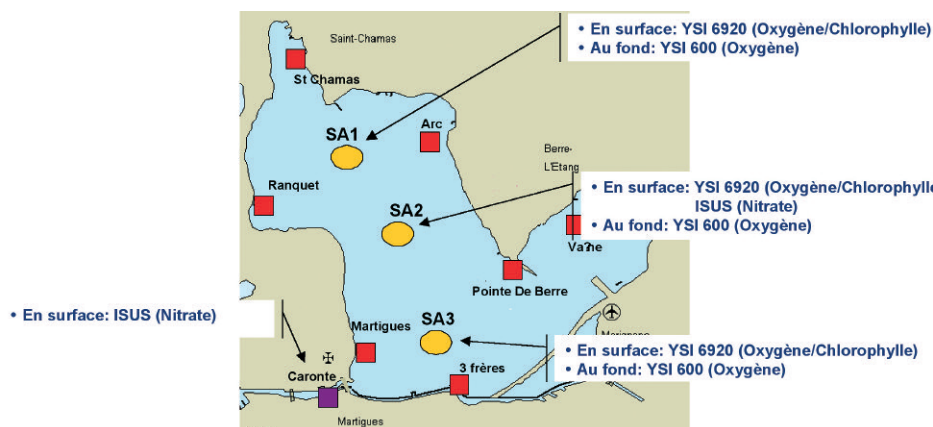 • En surface: YSI 6920 (Oxygène/Chlorophylle)
• Au fond: YSI 600 (Oxygène)
Saint-Chamas
St Chamas
SA1
Arc
Berre-
L'Etang
Ranquet
• En surface: YSI 6920 (Oxygène/Chlorophylle
ISUS (Nitrate)
• Au fond: YSI 600 (Oxygène)
SA2
Va?ne
Pointe De Berre
• En surface: ISUS (Nitrate)
Martigues
SA3
• En surface: YSI 6920 (Oxygène/Chlorophylle)
• Au fond: YSI 600 (Oxygène)
3 frères
Caronte
Martigues